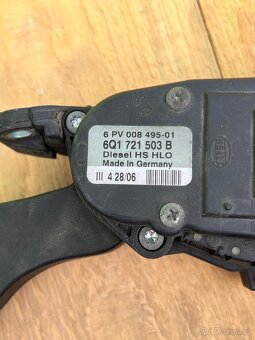 6 PV 008 495-01
6Q1 721 503 B
Diesel HS HLO
Made in Germany
III 4 28/06